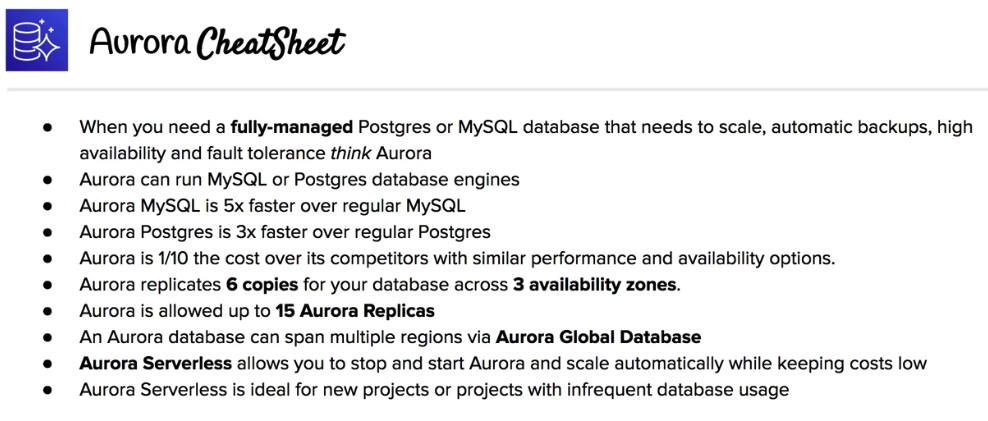 Aurora CheatSheet
● When you need a fully-managed Postgres or MySQL database that needs to scale, automatic backups, high
availability and fault tolerance think Aurora
● Aurora can run MySQL or Postgres database engines
● Aurora MySQL is 5x faster over regular MySQL
● Aurora Postgres is 3x faster over regular Postgres
● Aurora is 1/10 the cost over its competitors with similar performance and availability options.
● Aurora replicates 6 copies for your database across 3 availability zones.
● Aurora is allowed up to 15 Aurora Replicas
● An Aurora database can span multiple regions via Aurora Global Database
● Aurora Serverless allows you to stop and start Aurora and scale automatically while keeping costs low
● Aurora Serverless is ideal for new projects or projects with infrequent database usage